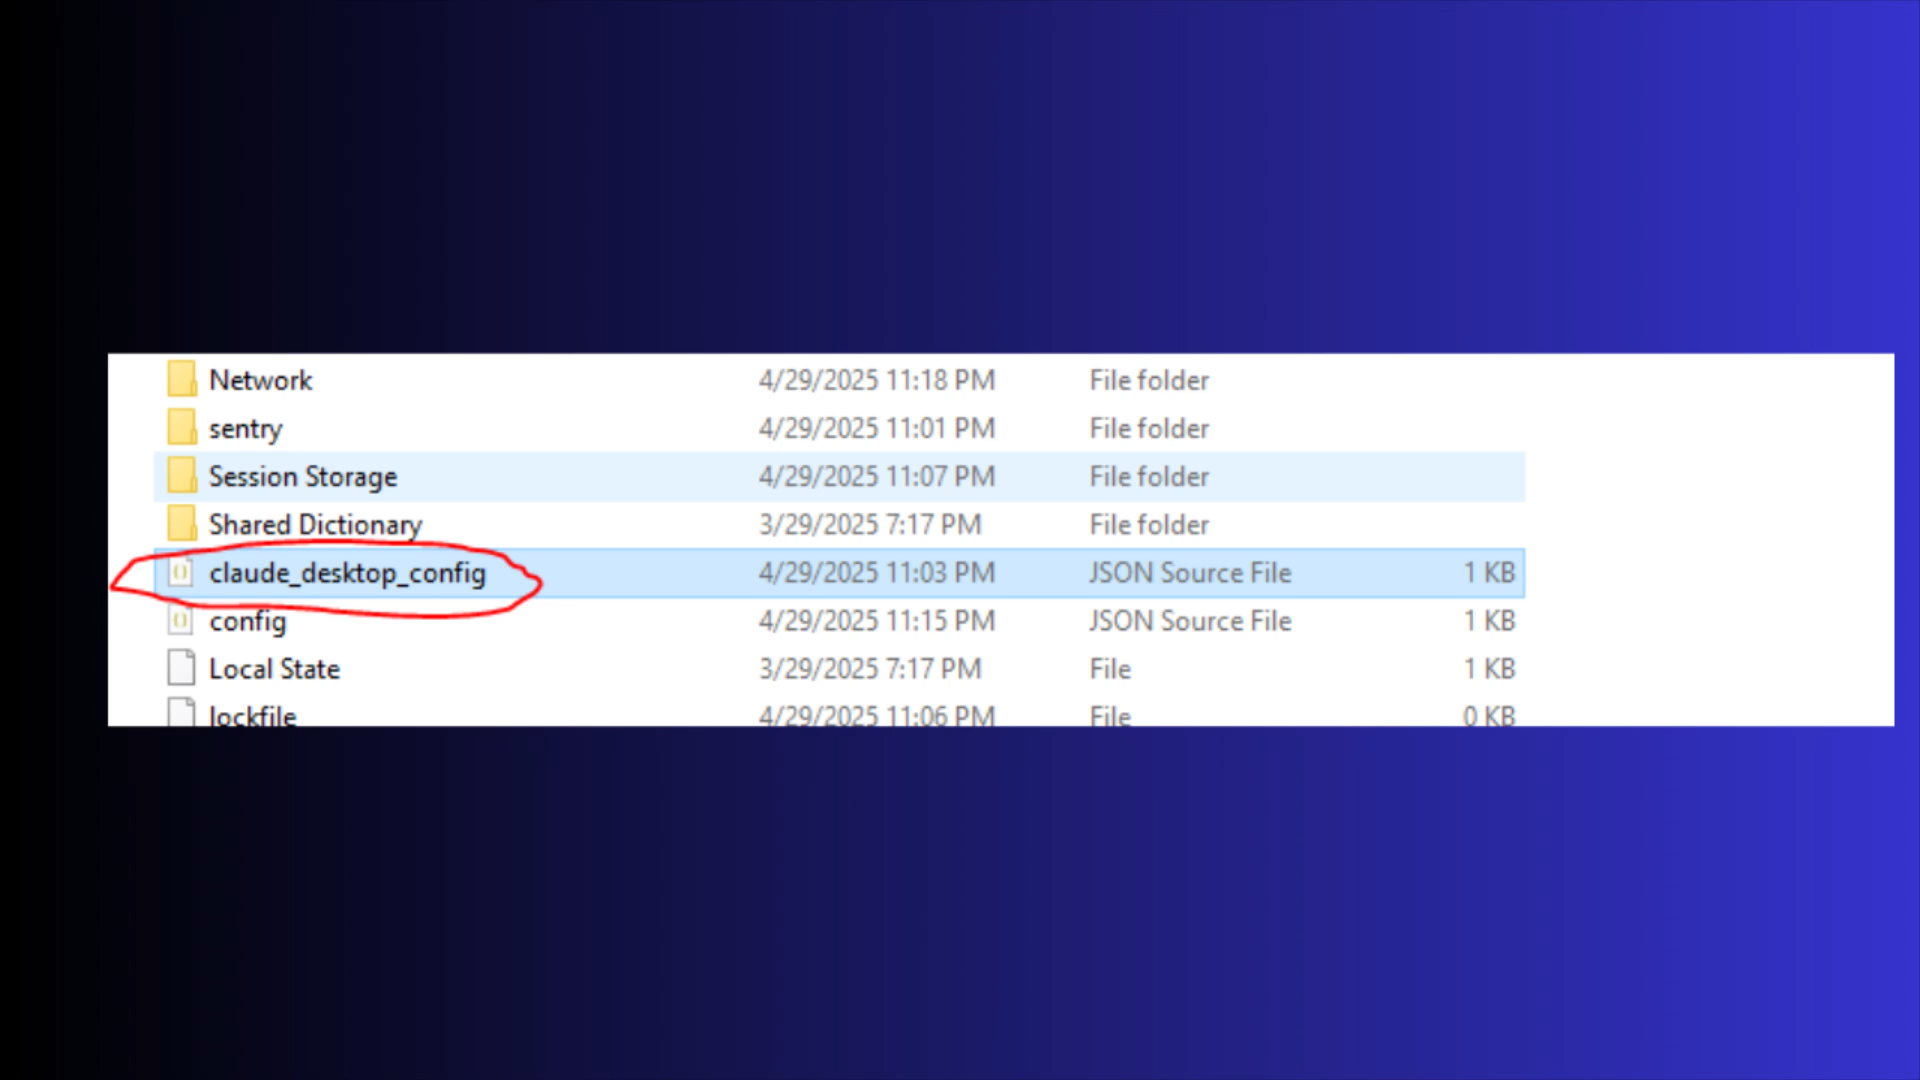 Network 4/29/2025 11:18 PM File folder
sentry 4/29/2025 11:01 PM File folder
Session Storage 4/29/2025 11:07 PM File folder
Shared Dictionary 3/29/2025 7:17 PM File folder
claude_desktop_config 4/29/2025 11:03 PM JSON Source File 1 KB
config 4/29/2025 11:15 PM JSON Source File 1 KB
Local State 3/29/2025 7:17 PM File 1 KB
lockfile 4/29/2025 11:06 PM File 0 KB